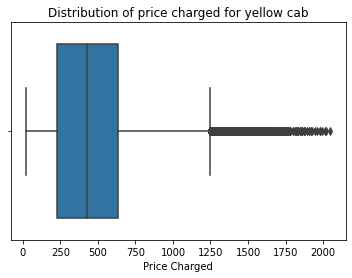 Distribution of price charged for yellow cab
0 250 500 750 1000 1250 1500 1750 2000
Price Charged